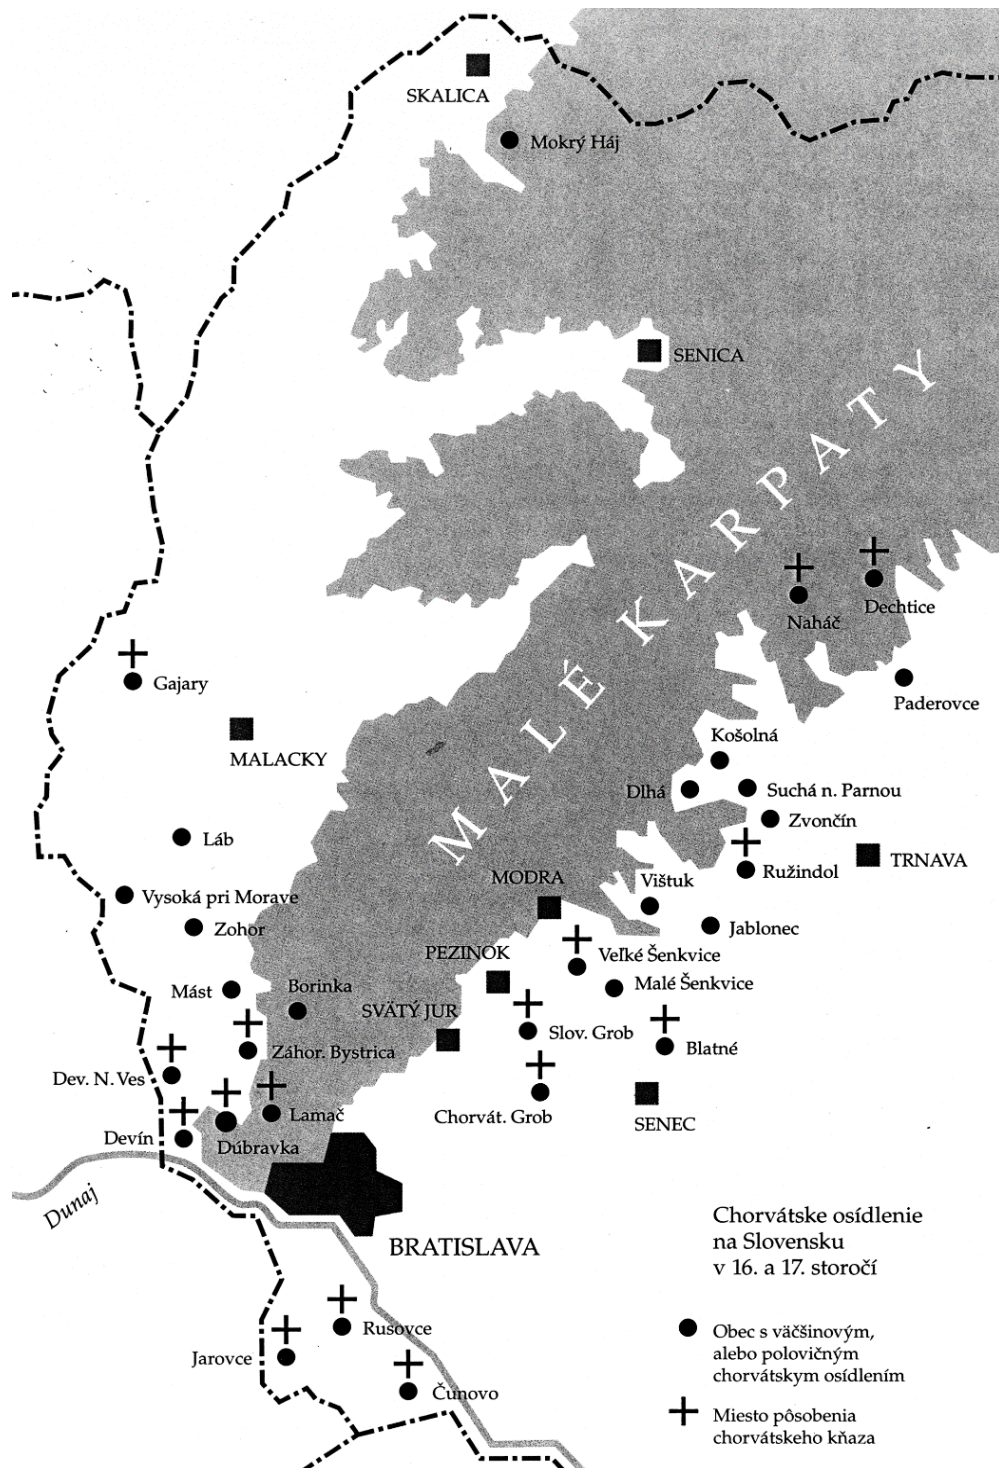 SKALICA
Mokrý Háj
SENICA
MALÉ KARPATY
Dechtice
Naháč
Gajary
Paderovce
MALACKY
Košolná
Dlhá
Suchá n. Parnou
Zvončín
Láb
TRNAVA
Ružindol
MODRA
Vištuk
Vysoká pri Morave
Zohor
Jablonec
PEZINOK
Veľké Šenkvice
Malé Šenkvice
Mást
Borinka
SVÄTÝ JUR
Slov. Grob
Záhor. Bystrica
Blatné
Dev. N. Ves
Lamač
Chorvát. Grob
SENEC
Devín
Dúbravka
Dunaj
BRATISLAVA
Rusovce
Jarovce
Čunovo
Chorvátske osídlenie
na Slovensku
v 16. a 17. storočí
Obec s väčšinovým,
alebo polovičným
chorvátskym osídlením
Miesto pôsobenia
chorvátskeho kňaza